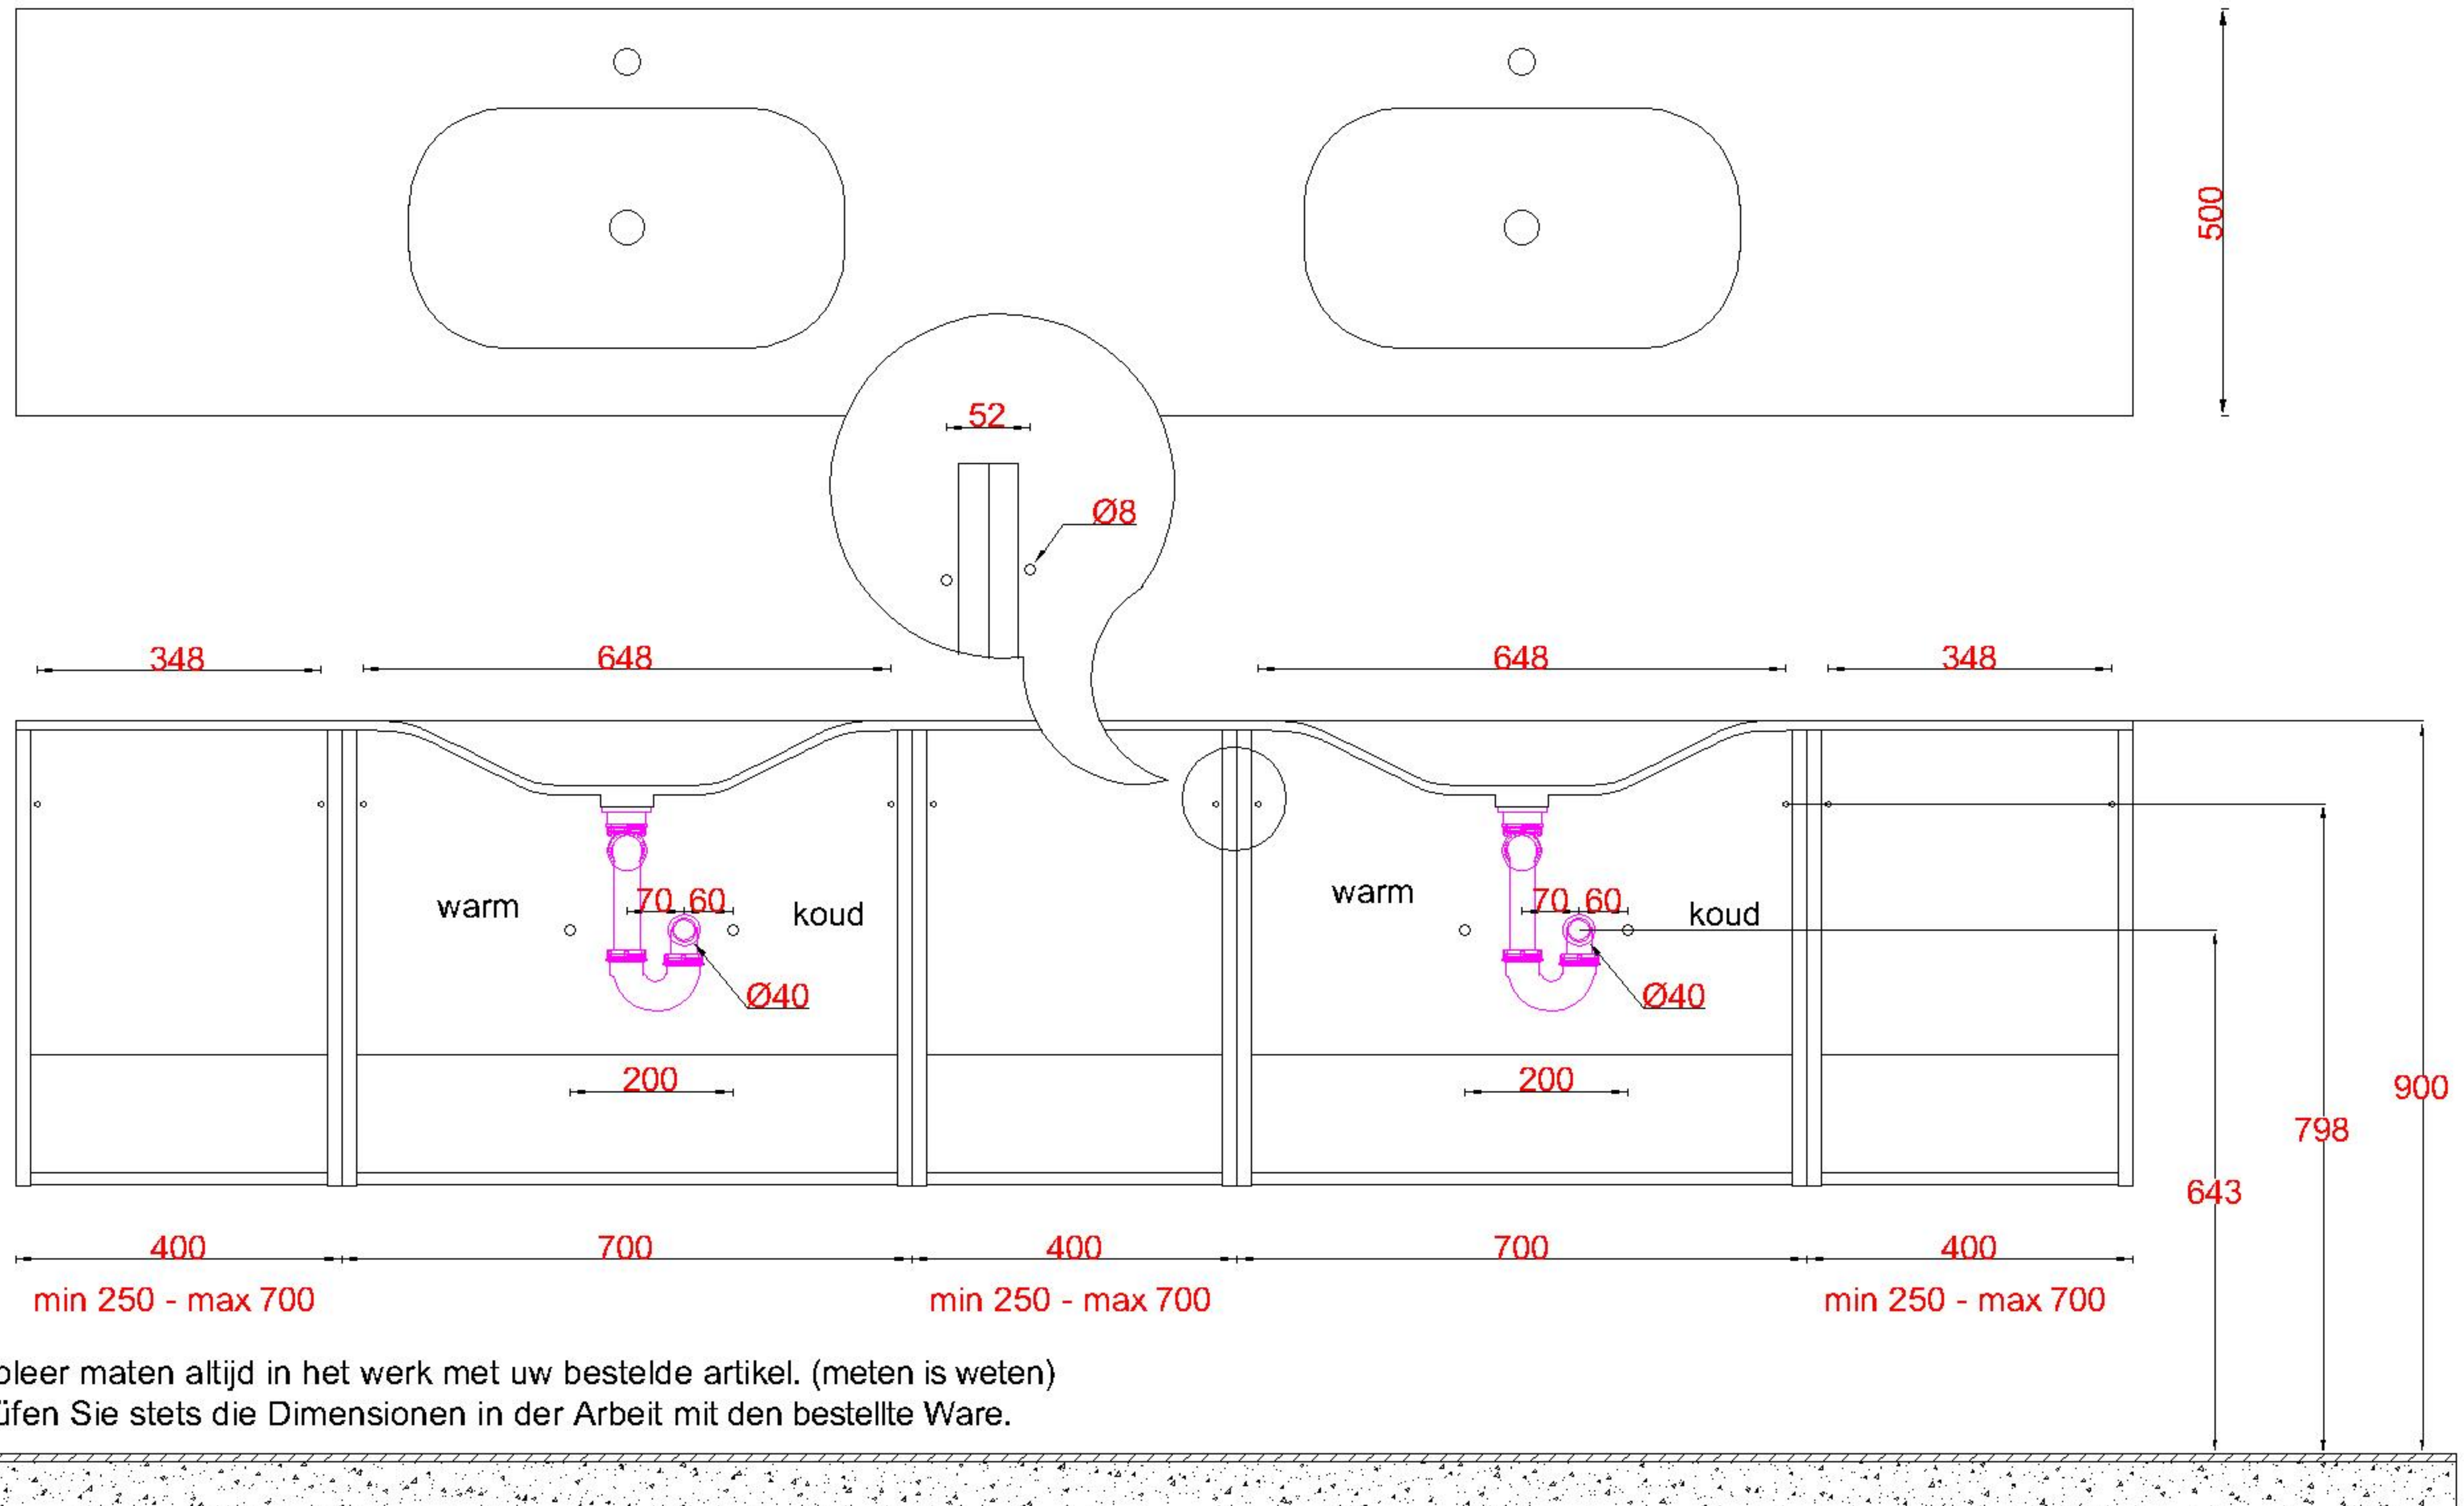 500
52
Ø8
348 648 648 348
warm 70 60 koud warm 70 60 koud
Ø40 Ø40
200 200
900
798
643
400 700 400 700 400
min 250 - max 700 min 250 - max 700 min 250 - max 700
oleer maten altijd in het werk met uw bestelde artikel. (meten is weten)
üfen Sie stets die Dimensionen in der Arbeit mit den bestellte Ware.